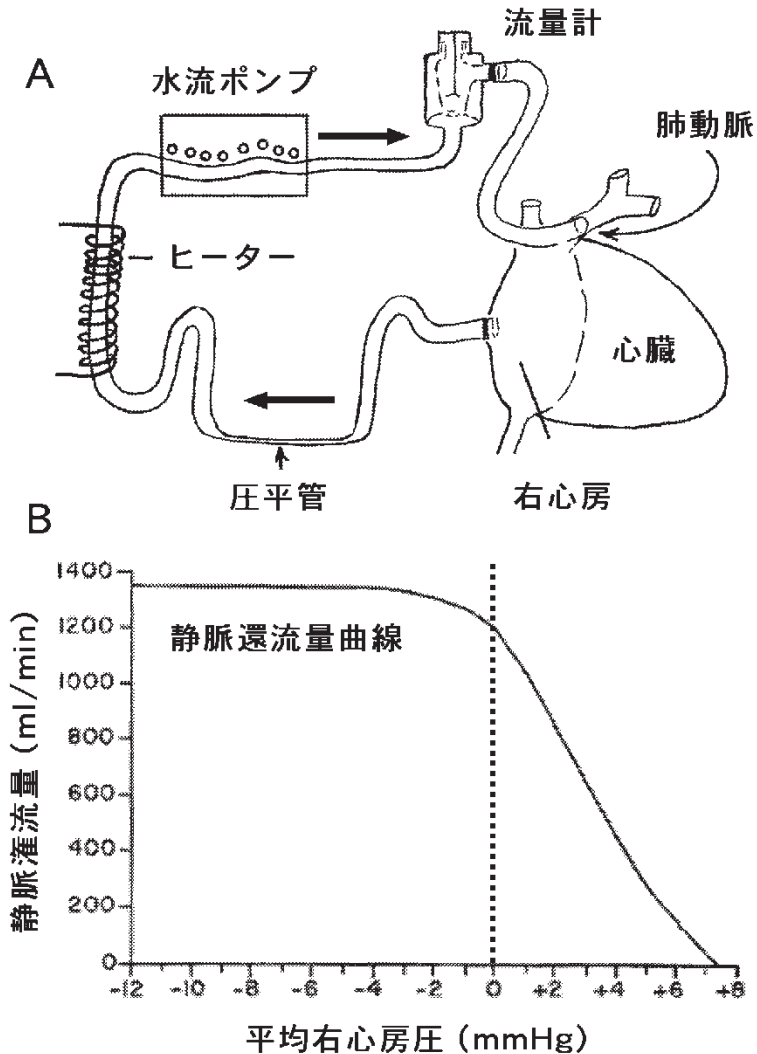 A
流量計
水流ポンプ
肺動脈
ヒーター
心臓
圧平管
右心房
B
静脈還流量曲線
静脈灌流量 (ml/min)
1400
1200
1000
800
600
400
200
0
-12 -10 -8 -6 -4 -2 0 +2 +4 +6 +8
平均右心房圧 (mmHg)